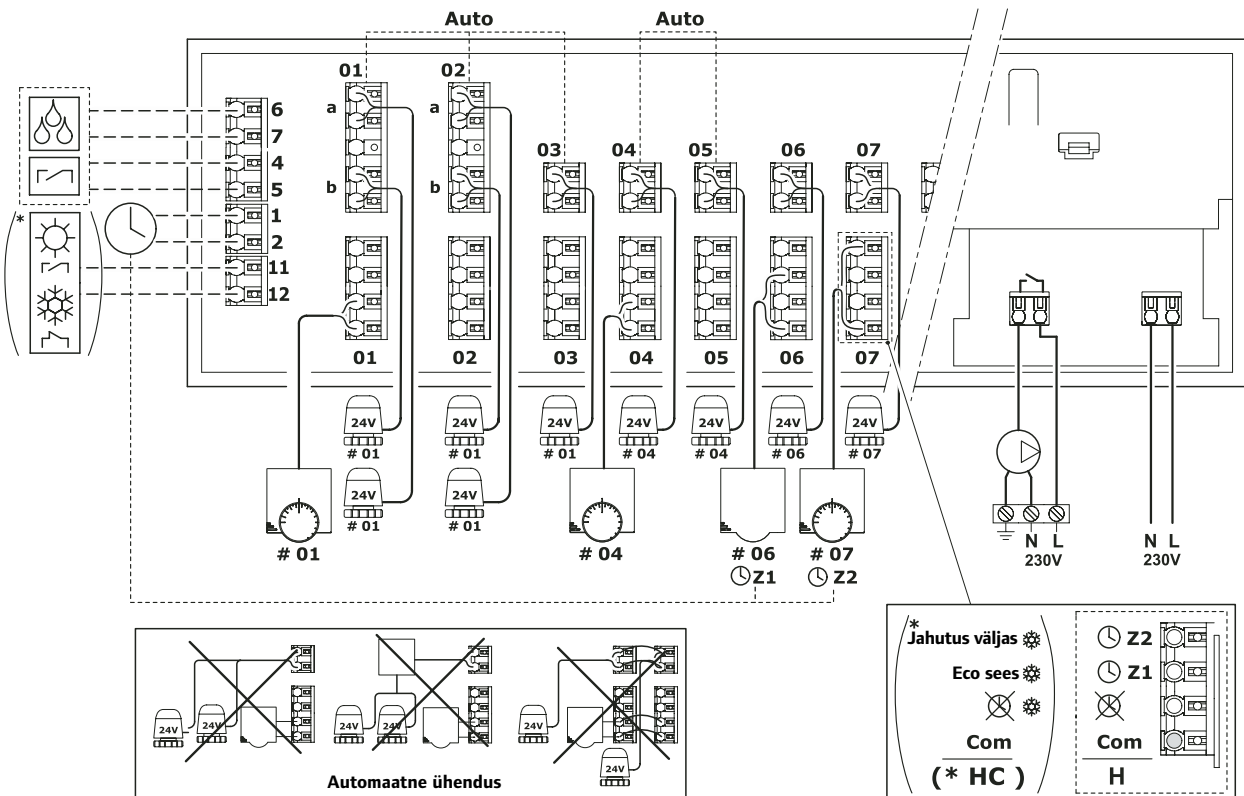 Auto Auto
01 02
6 a a
7
4 03 04 05 06 07
5 b b
1
2
11
12
01 02 03 04 05 06 07
*
24V 24V 24V 24V 24V 24V 24V
# 01 # 01 # 01 # 04 # 04 # 06 # 07
24V 24V
# 01 # 01
# 01 # 04 # 06 # 07
Z1 Z2
N L N L
230V 230V
24V 24V 24V 24V 24V 24V 24V
Automaatne ühendus
*
Jahutus väljas Z2
Eco sees Z1
Com Com
(* HC ) H